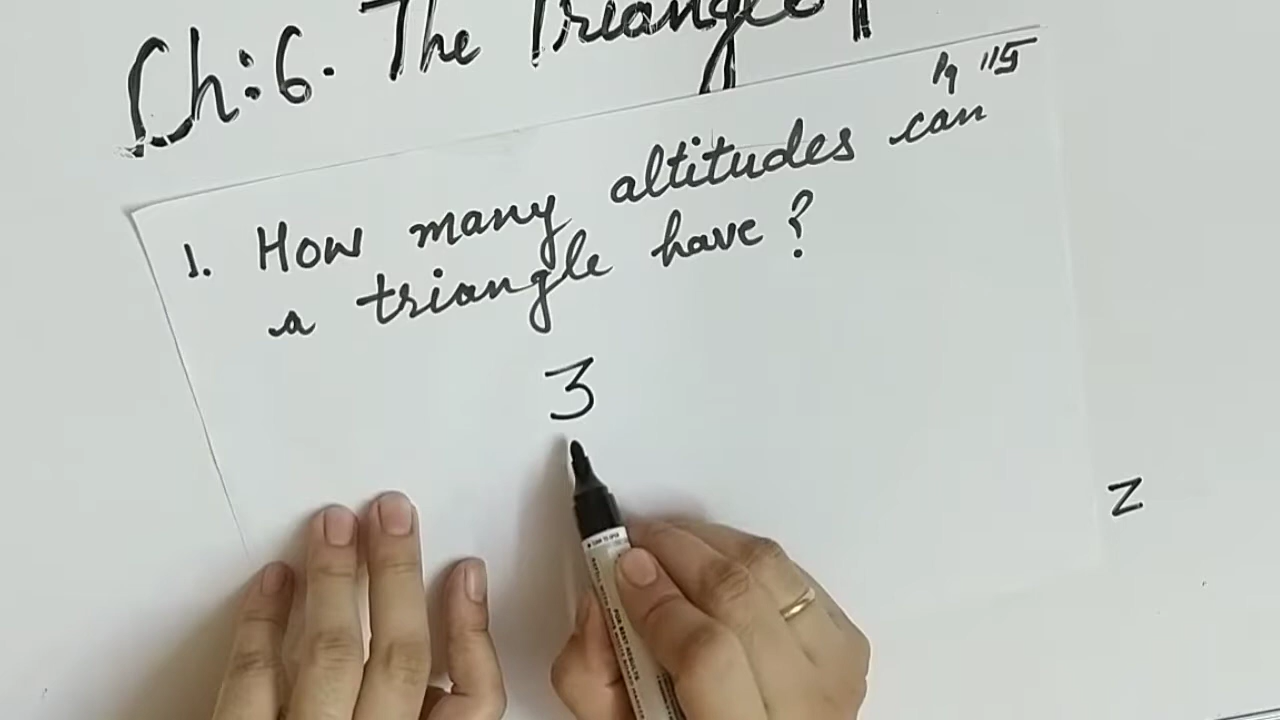 Ch:6. The Triangle
Pg 115
1. How many altitudes can
a triangle have?
3
z